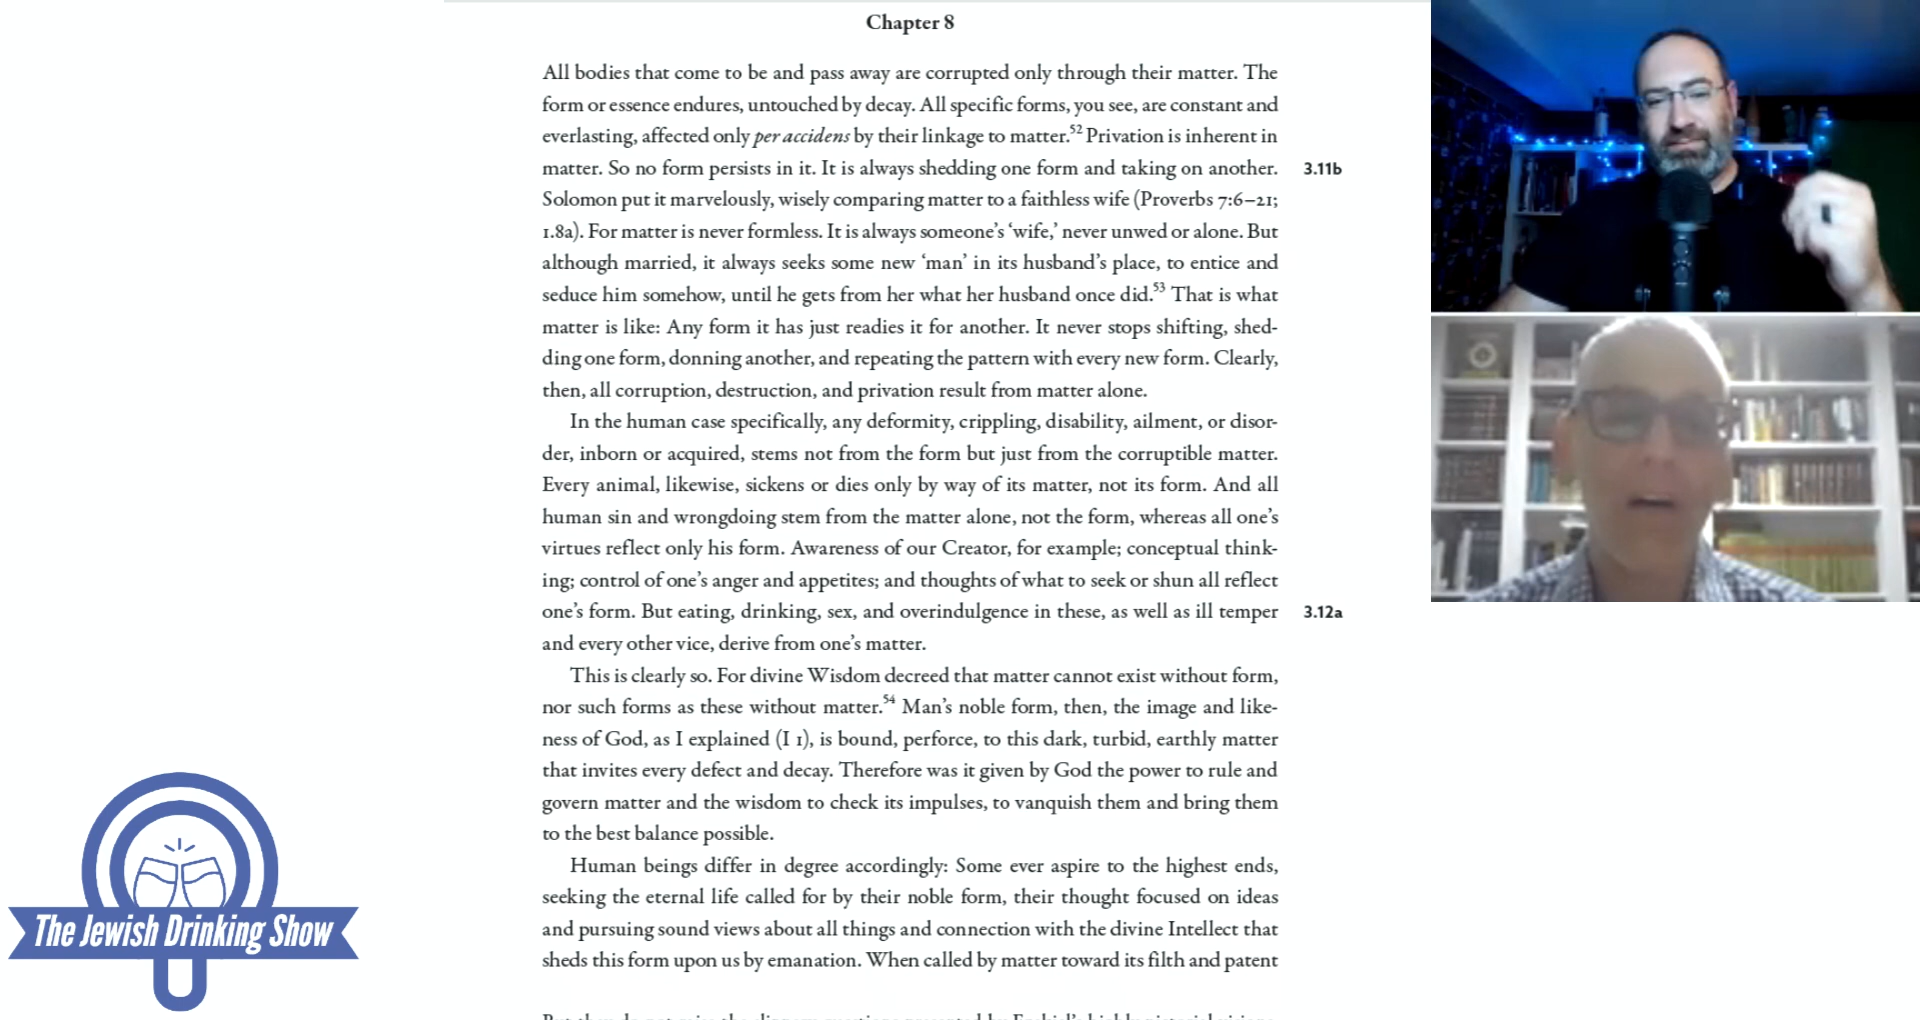 Chapter 8
All bodies that come to be and pass away are corrupted only through their matter. The
form or essence endures, untouched by decay. All specific forms, you see, are constant and
everlasting, affected only per accidens by their linkage to matter.52 Privation is inherent in
matter. So no form persists in it. It is always shedding one form and taking on another. 3.11b
Solomon put it marvelously, wisely comparing matter to a faithless wife (Proverbs 7:6–21;
1.8a). For matter is never formless. It is always someone's ‘wife,’ never unwed or alone. But
although married, it always seeks some new ‘man’ in its husband's place, to entice and
seduce him somehow, until he gets from her what her husband once did.53 That is what
matter is like: Any form it has just readies it for another. It never stops shifting, shed-
ding one form, donning another, and repeating the pattern with every new form. Clearly,
then, all corruption, destruction, and privation result from matter alone.
In the human case specifically, any deformity, crippling, disability, ailment, or disor-
der, inborn or acquired, stems not from the form but just from the corruptible matter.
Every animal, likewise, sickens or dies only by way of its matter, not its form. And all
human sin and wrongdoing stem from the matter alone, not the form, whereas all one's
virtues reflect only his form. Awareness of our Creator, for example; conceptual think-
ing; control of one's anger and appetites; and thoughts of what to seek or shun all reflect
one's form. But eating, drinking, sex, and overindulgence in these, as well as ill temper 3.12a
and every other vice, derive from one's matter.
This is clearly so. For divine Wisdom decreed that matter cannot exist without form,
nor such forms as these without matter.54 Man's noble form, then, the image and like-
ness of God, as I explained (I 1), is bound, perforce, to this dark, turbid, earthly matter
that invites every defect and decay. Therefore was it given by God the power to rule and
govern matter and the wisdom to check its impulses, to vanquish them and bring them
to the best balance possible.
Human beings differ in degree accordingly: Some ever aspire to the highest ends,
seeking the eternal life called for by their noble form, their thought focused on ideas
and pursuing sound views about all things and connection with the divine Intellect that
sheds this form upon us by emanation. When called by matter toward its filth and patent
The Jewish Drinking Show